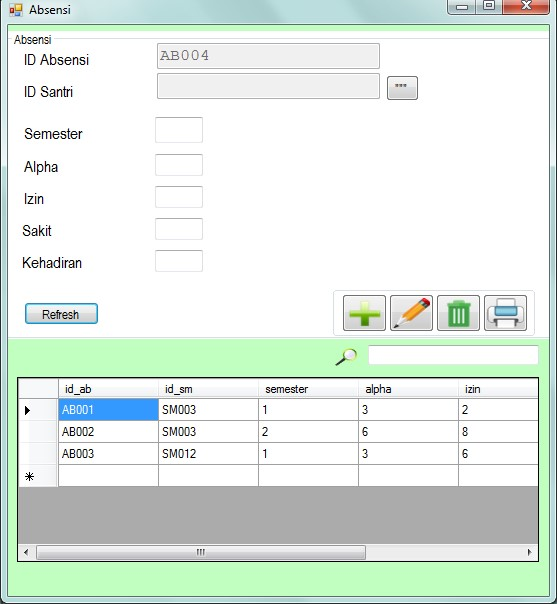 Absensi
Absensi
ID Absensi AB004
ID Santri ***
Semester
Alpha
Izin
Sakit
Kehadiran
Refresh
id_ab id_sm semester alpha izin
AB001 SM003 1 3 2
AB002 SM003 2 6 8
AB003 SM012 1 3 6